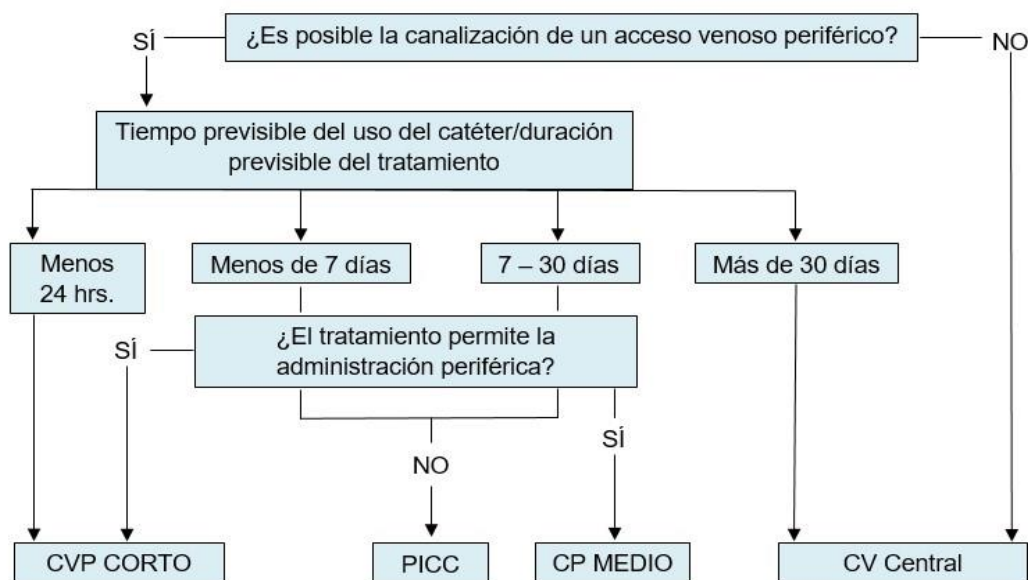 ¿Es posible la canalización de un acceso venoso periférico?
SÍ
NO
Tiempo previsible del uso del catéter/duración
previsible del tratamiento
Menos
24 hrs.
Menos de 7 días
7 – 30 días
Más de 30 días
¿El tratamiento permite la
administración periférica?
SÍ
NO
SÍ
CVP CORTO
PICC
CP MEDIO
CV Central